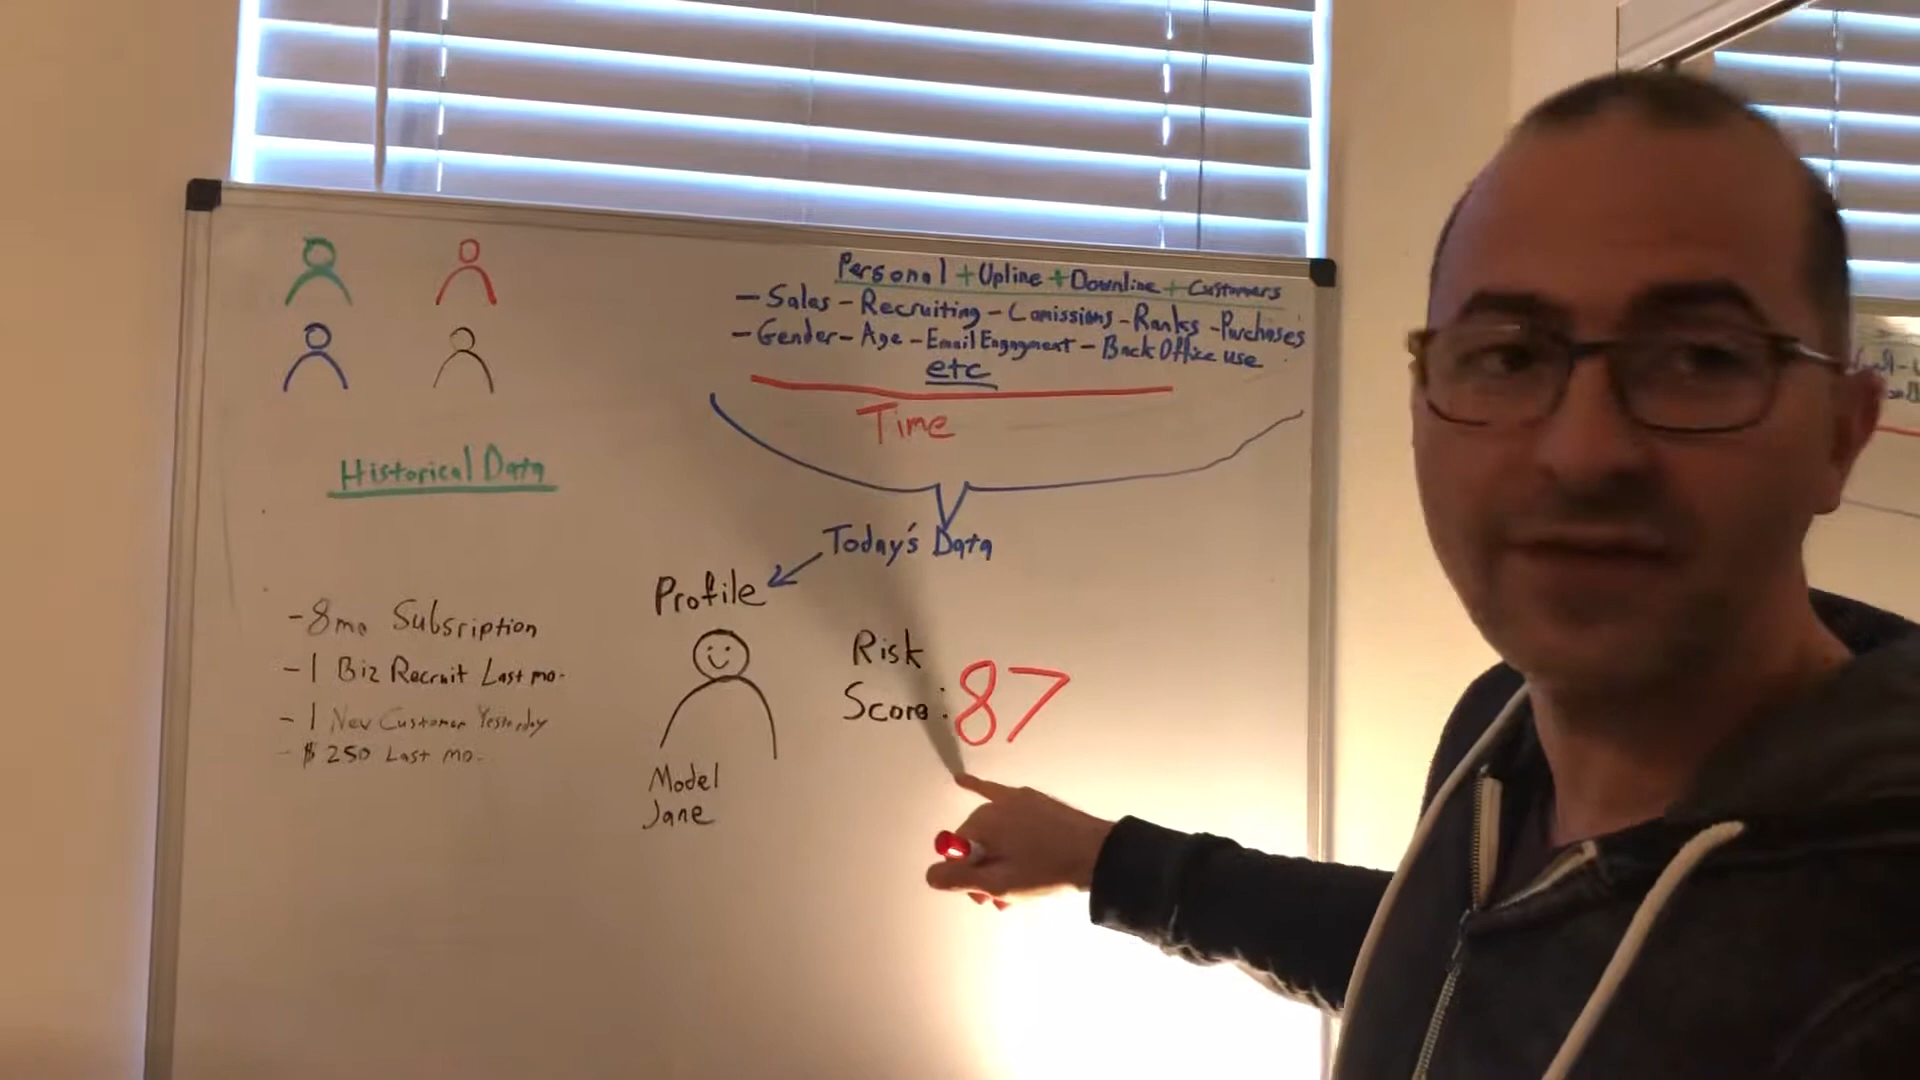 Personal + Upline + Downline + Customers
- Sales - Recruiting - Comissions - Ranks - Purchases
- Gender - Age - Email Engagment - Back Office use
etc
Time
Historical Data
Today's Data
Profile
- 8mo Subsription
- 1 Biz Recruit Last mo.
- 1 New Customer Yesterday
- $250 Last mo.
Risk
Score: 87
Model
Jane